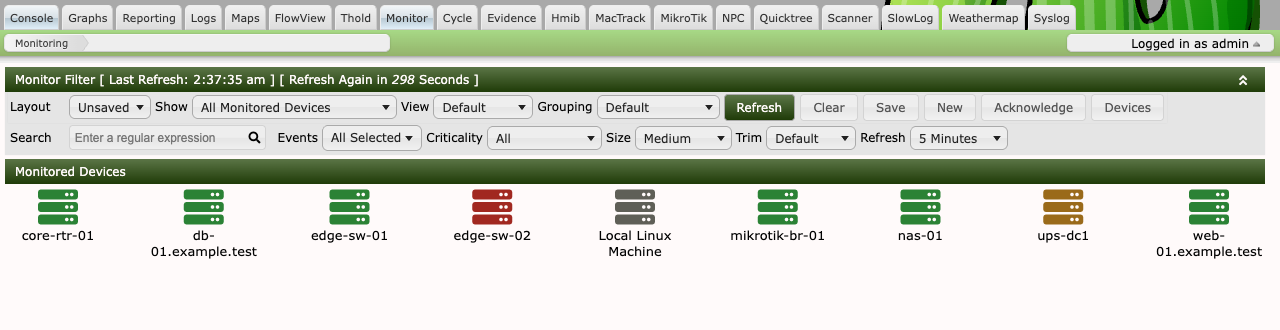 Console Graphs Reporting Logs Maps FlowView Thold Monitor Cycle Evidence Hmib MacTrack MikroTik NPC Quicktree Scanner SlowLog Weathermap Syslog
Monitoring Logged in as admin
Monitor Filter [ Last Refresh: 2:37:35 am ] [ Refresh Again in 298 Seconds ]
Layout Unsaved Show All Monitored Devices View Default Grouping Default Refresh Clear Save New Acknowledge Devices
Search Enter a regular expression Events All Selected Criticality All Size Medium Trim Default Refresh 5 Minutes
Monitored Devices
core-rtr-01 db- edge-sw-01 edge-sw-02 Local Linux mikrotik-br-01 nas-01 ups-dc1 web-
01.example.test Machine 01.example.test